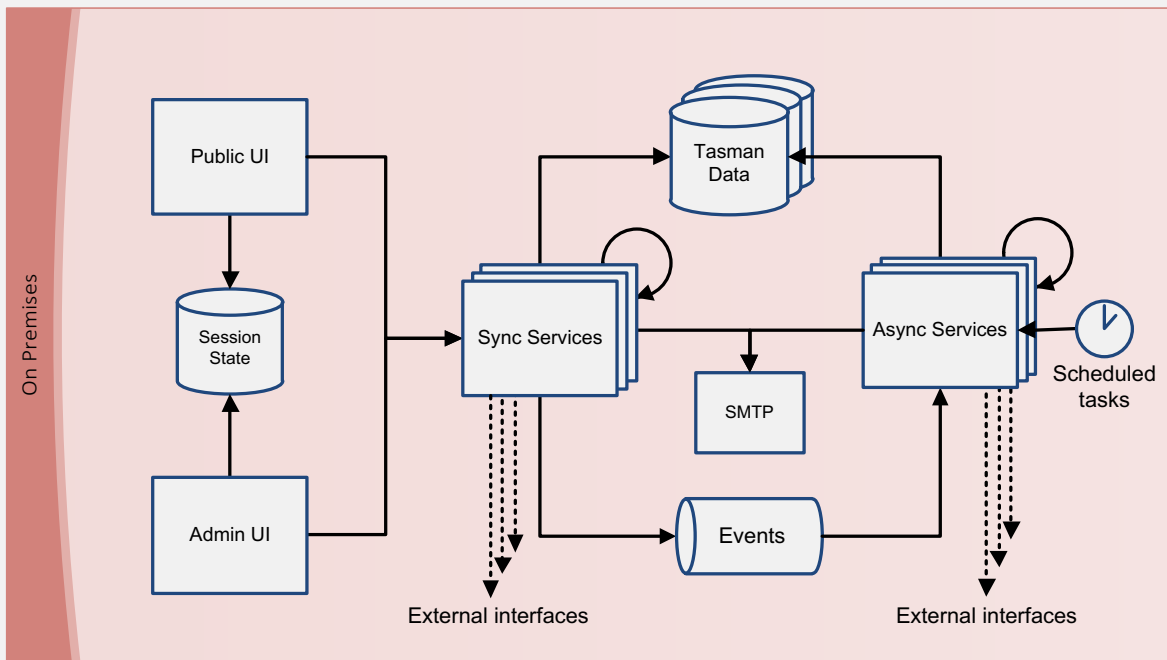 On Premises
Public UI
Tasman
Data
Session
State
Sync Services
Async Services
Scheduled
tasks
SMTP
Admin UI
Events
External interfaces
External interfaces